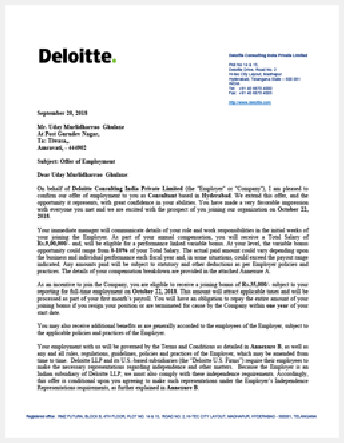 Deloitte.
Deloitte Consulting India Private Limited
Deloitte Drive, Road No. 2
Hi-tec City Layout, Madhapur
India
http://www.deloitte.com
September 20, 2018
Mr. Uday Murlidharrao
At Post Gurudev Nagar,
Amravati, - 444902
Subject: Offer of Employment
Dear Uday Murlidharrao
On behalf of Deloitte Consulting India Private Limited (the "Employer" or "Company"), I am pleased to
confirm our offer of employment to you as Consultant based in Hyderabad. We extend this offer, and the
opportunity it represents, with great confidence in your abilities. You have made a very favorable impression
with everyone you met and we are excited with the prospect of you joining our organization on October 22,
2018.
Your immediate manager will communicate details of your role and work responsibilities in the initial weeks of
your joining the Employer. As part of your annual compensation, you will receive a Total Salary of
and, will be eligible for a performance linked variable bonus. At your level, the variable bonus
opportunity could range from of Total Salary. The actual paid amount could vary depending upon
the business and individual performance each fiscal year and, in some situations, could exceed the payout range
indicated. Any amounts paid will be subject to statutory and other deductions as per Employer policies and
practices. The details of your compensation breakdown are provided in the attached Annexure A.
As an incentive to join the Company, you are eligible to receive a joining bonus of subject to your
reporting for full-time employment on October 22, 2018. This amount will attract applicable taxes and will be
processed as part of your first month's payroll. You will have an obligation to repay the entire amount of your
joining bonus if you resign your position or are terminated for cause by the Company within one year of your
start date.
You may also receive additional benefits as are generally accorded to the employees of the Employer, subject to
the applicable policies and practices of the Employer.
Your employment with us will be governed by the Terms and Conditions as detailed in Annexure B, as well as
any and all rules, regulations, guidelines, policies and practices of the Employer, which may be amended from
time to time. Deloitte LLP and its U.S.-based subsidiaries (the "Deloitte U.S. Firms") require their employees to
make the necessary representations regarding independence and other matters. Because the Employer is an
Indian subsidiary of Deloitte LLP, we must also comply with these independence requirements. Accordingly,
this offer is conditional upon you agreeing to make such representations under the Employer's Independence
Representations requirements, as further explained in Annexure B.
Registered office: